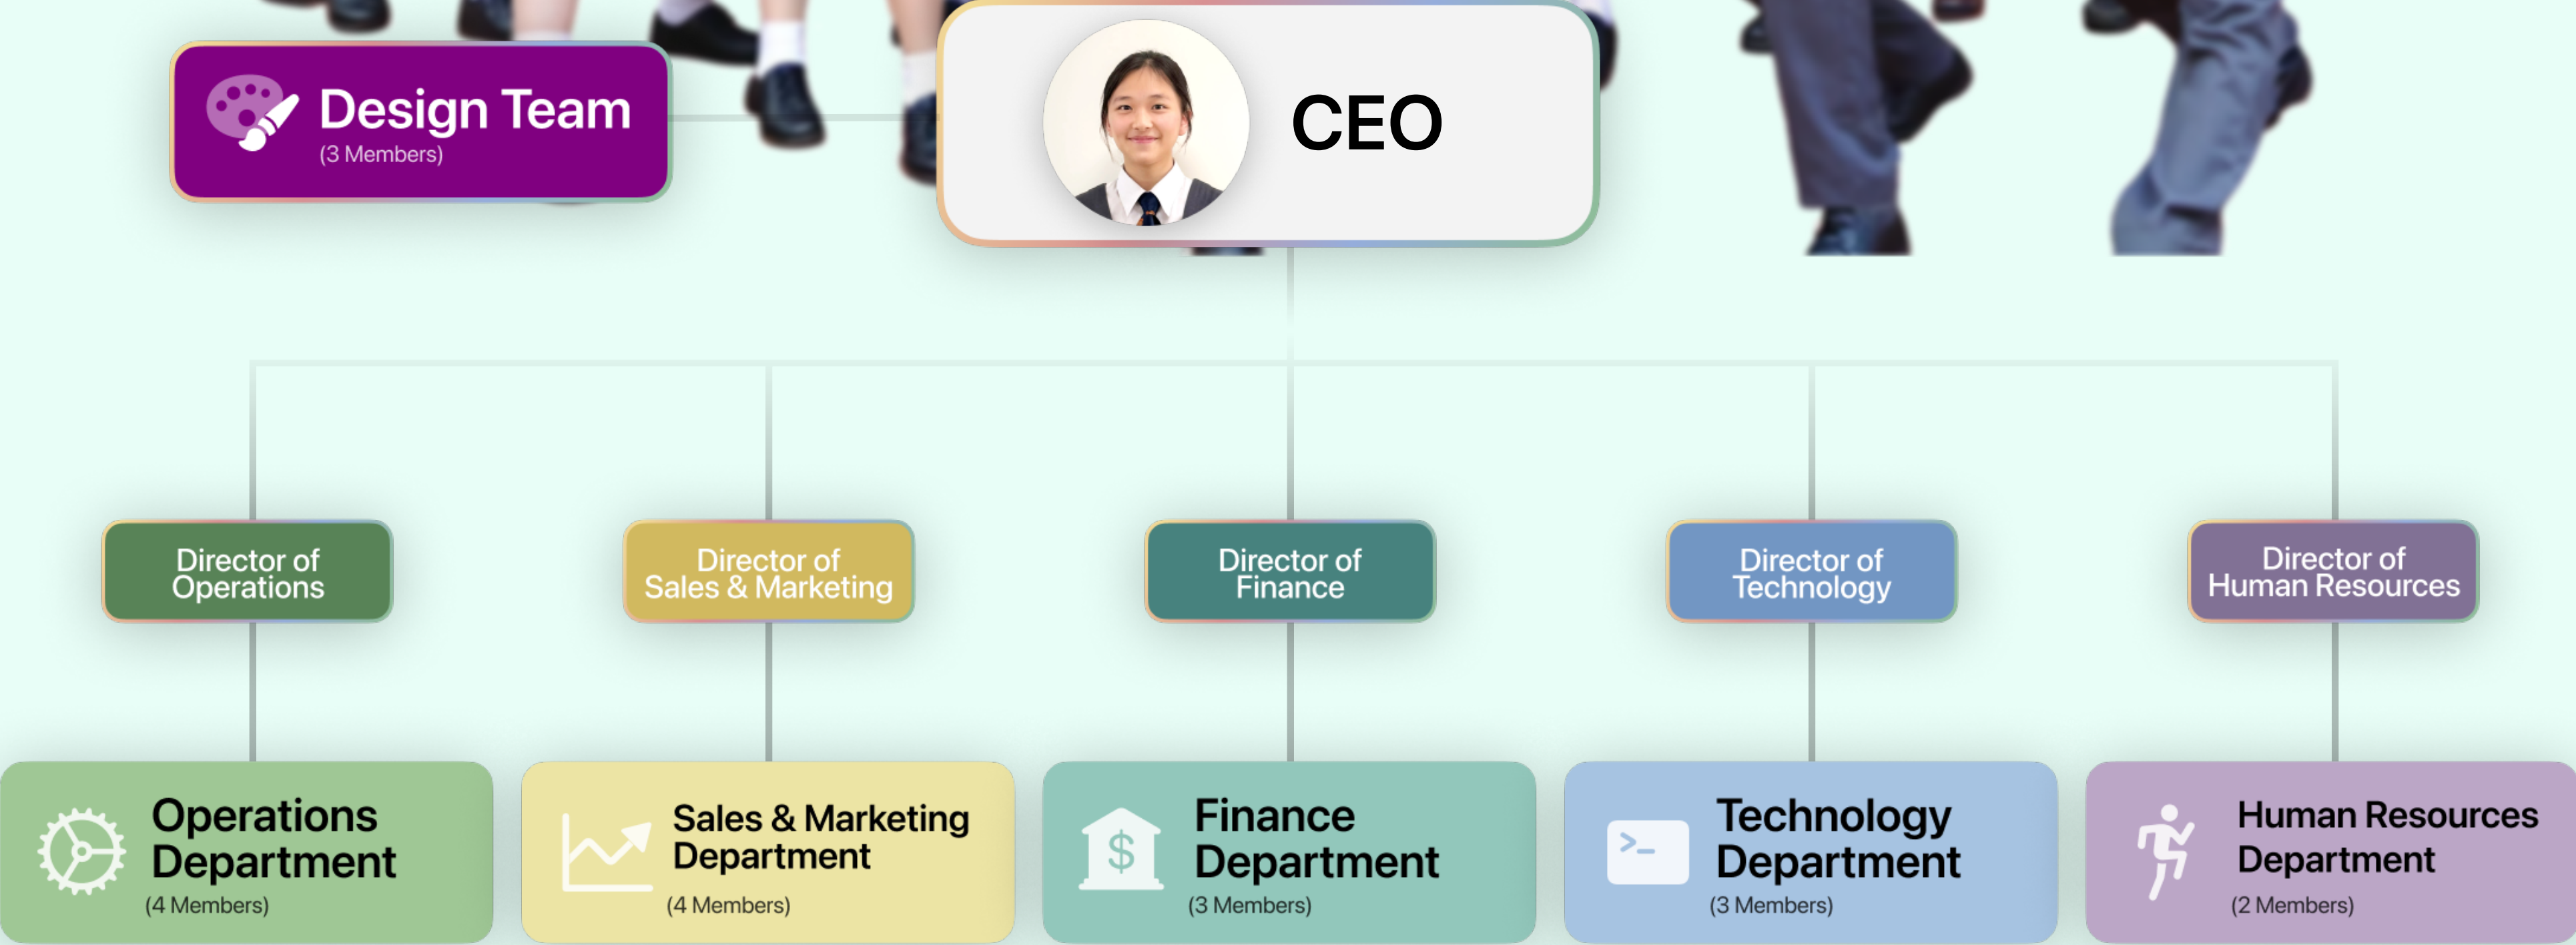 Design Team
(3 Members)
CEO
Director of
Operations
Director of
Sales & Marketing
Director of
Finance
Director of
Technology
Director of
Human Resources
Operations
Department
(4 Members)
Sales & Marketing
Department
(4 Members)
$
Finance
Department
(3 Members)
>_
Technology
Department
(3 Members)
Human Resources
Department
(2 Members)